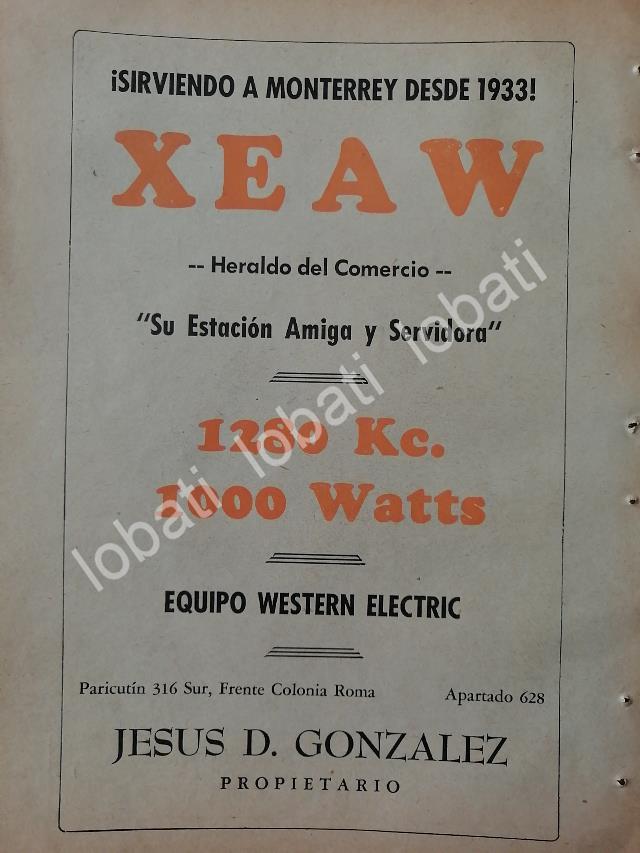 ¡SIRVIENDO A MONTERREY DESDE 1933!
XEAW
-- Heraldo del Comercio --
"Su Estación Amiga y Servidora"
1280 Kc.
1000 Watts
EQUIPO WESTERN ELECTRIC
Paricutín 316 Sur, Frente Colonia Roma Apartado 628
JESUS D. GONZALEZ
PROPIETARIO
lobati lobati lobati